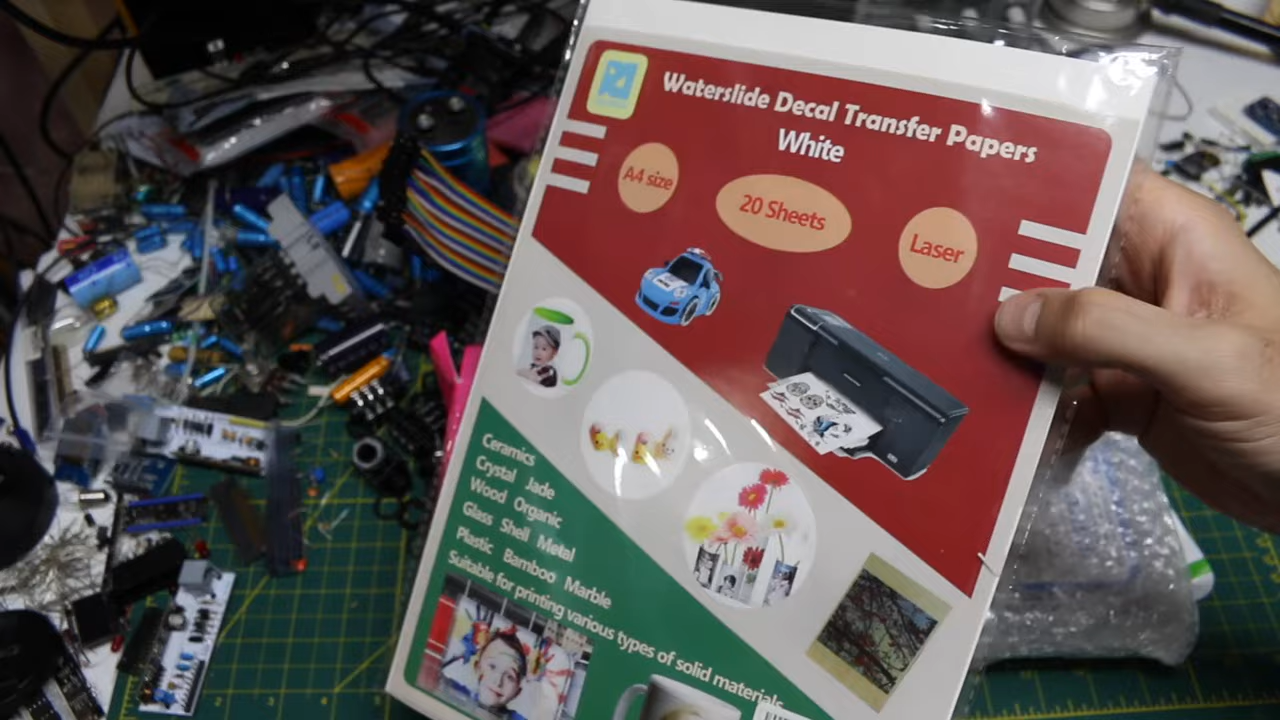 Waterslide Decal Transfer Papers
White
A4 size
20 Sheets
Laser
Ceramics
Crystal Jade
Wood Organic
Glass Shell Metal
Plastic Bamboo Marble
Suitable for printing various types of solid materials